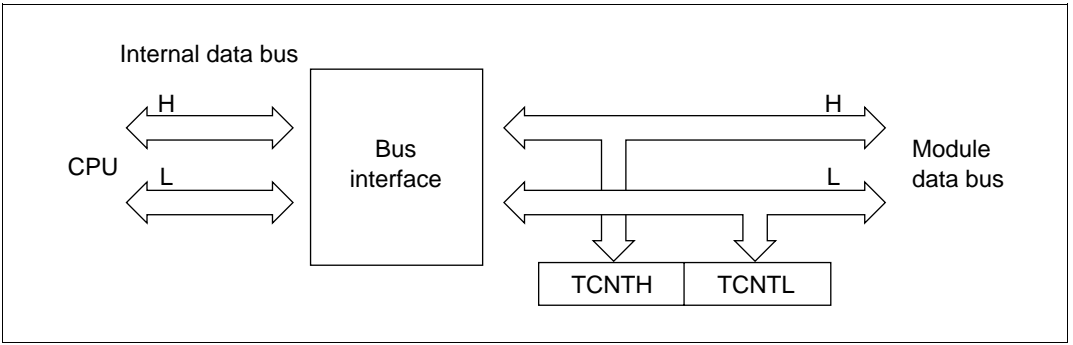 Internal data bus
H
H
CPU
Bus
interface
Module
data bus
L
L
TCNTH
TCNTL